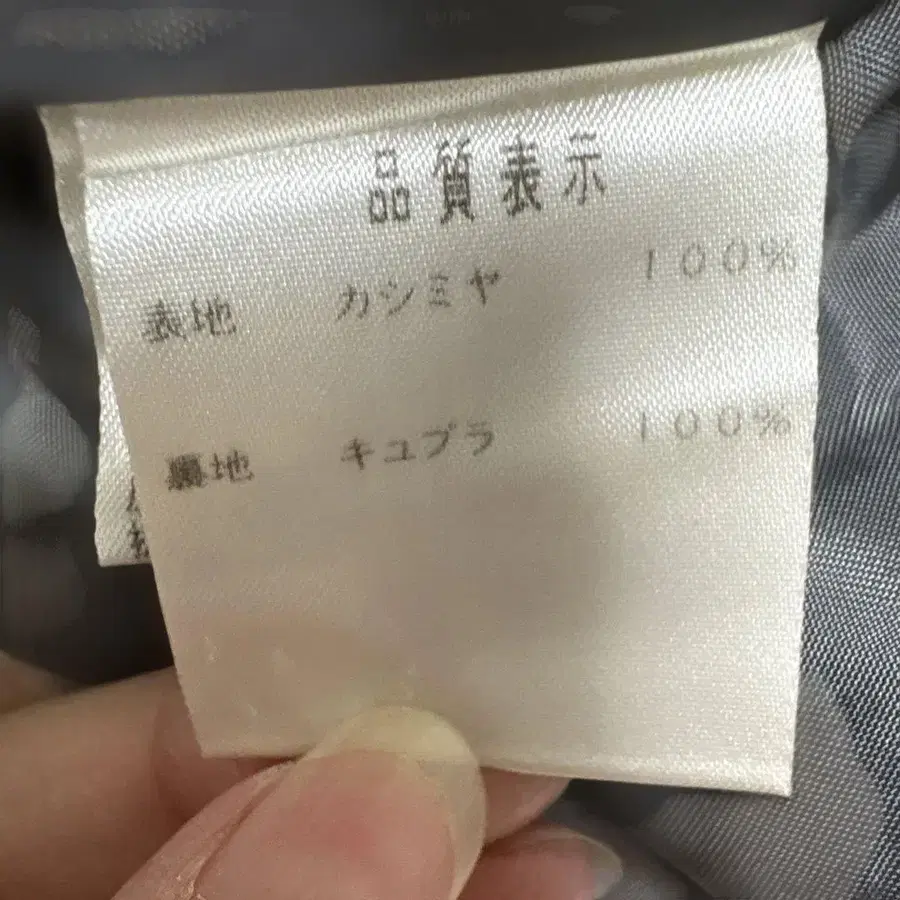 品質表示
表地 カシミヤ 100%
裏地 キュプラ 100%